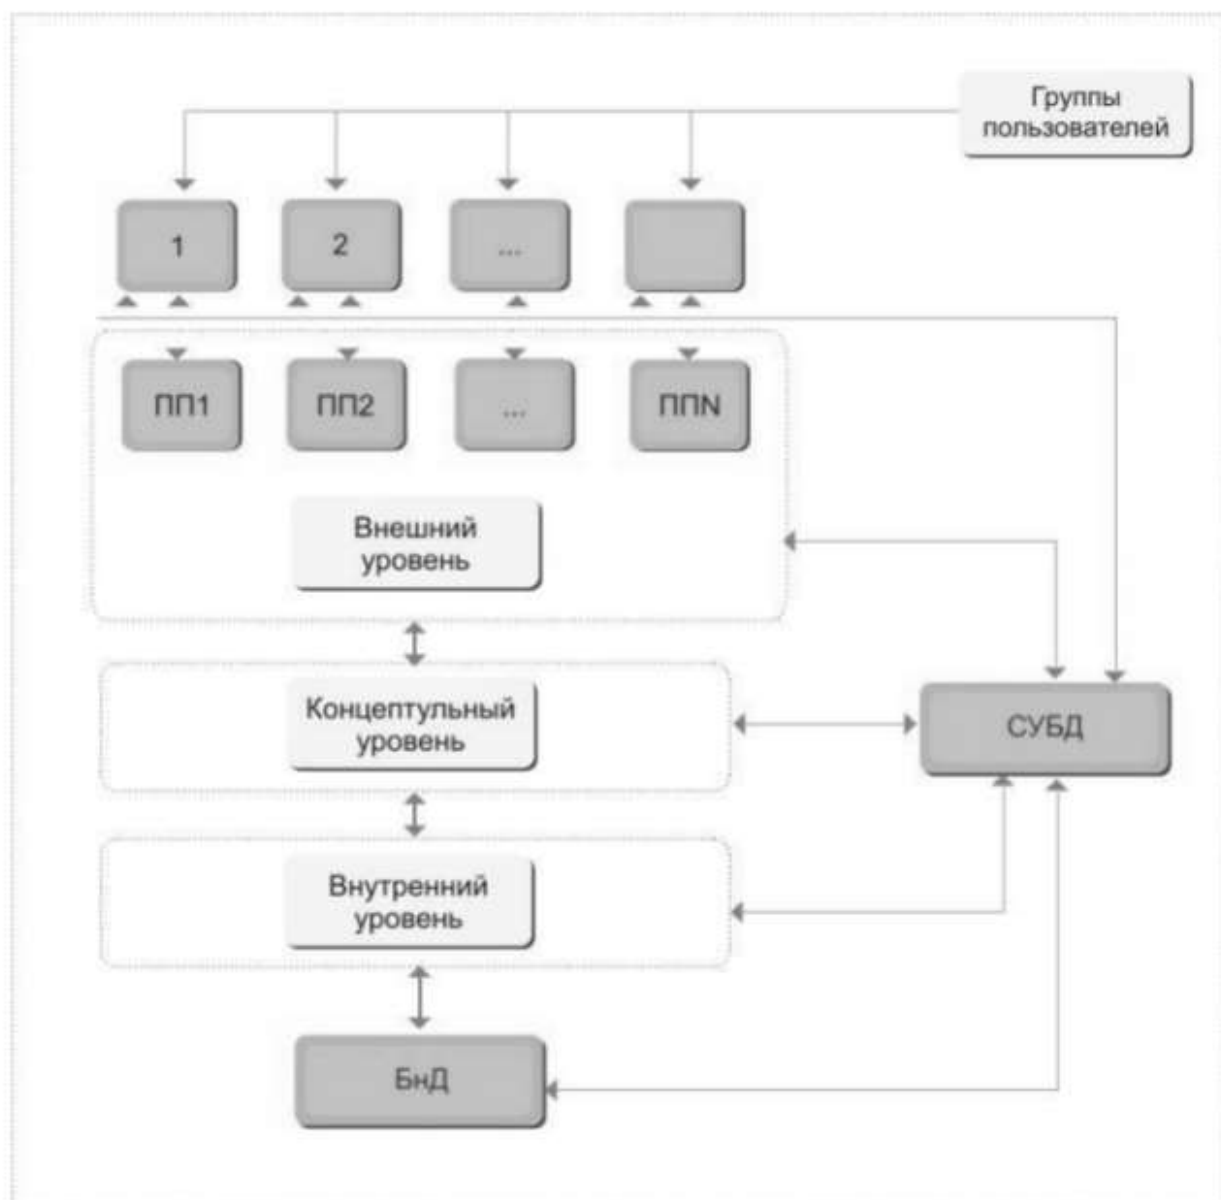 Группы
пользователей
1
2
...
ПП1
ПП2
...
ППN
Внешний
уровень
Концептульный
уровень
СУБД
Внутренний
уровень
БнД